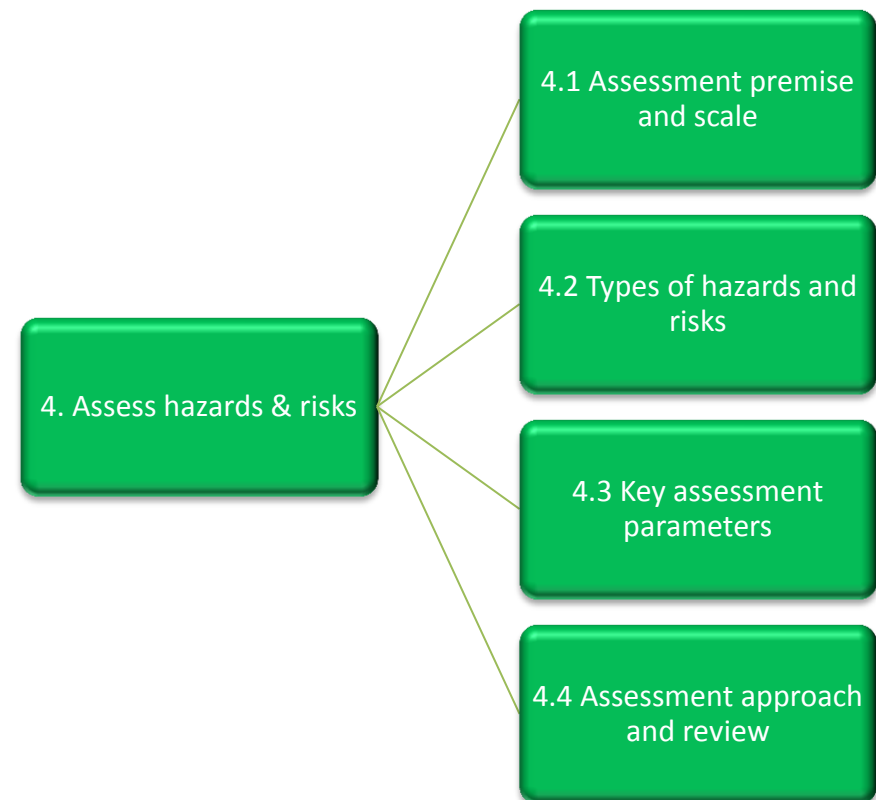 4. Assess hazards & risks
4.1 Assessment premise
and scale
4.2 Types of hazards and
risks
4.3 Key assessment
parameters
4.4 Assessment approach
and review